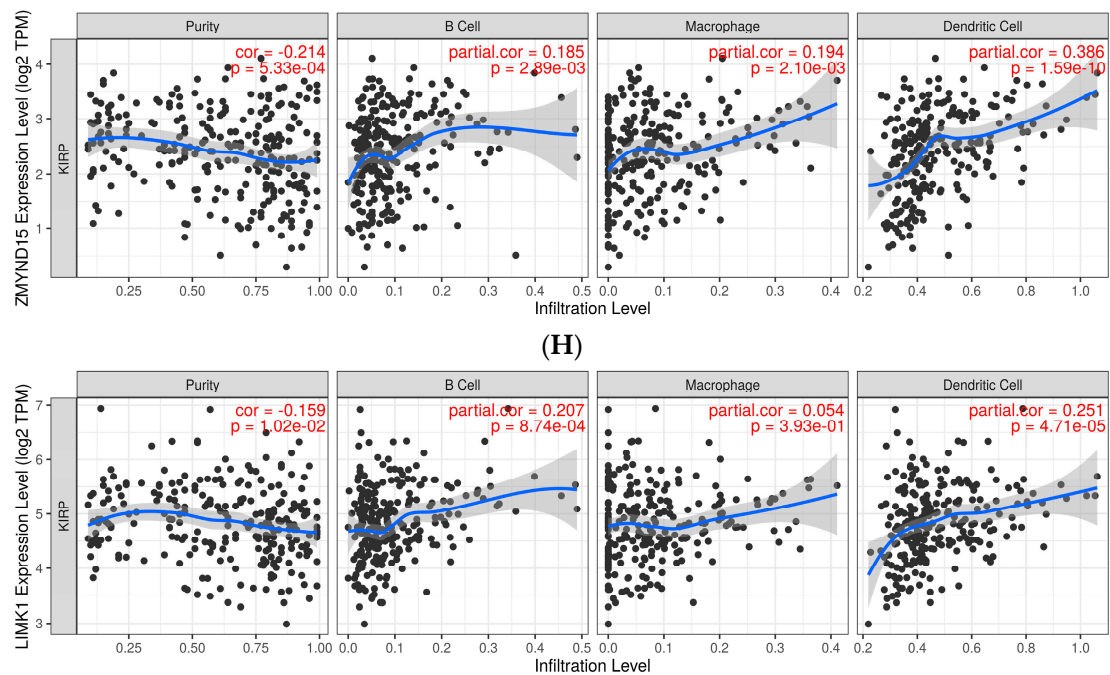 Purity B Cell Macrophage Dendritic Cell
cor = -0.214 partial.cor = 0.185 partial.cor = 0.194 partial.cor = 0.386
p = 5.33e-04 p = 2.89e-03 p = 2.10e-03 p = 1.59e-10
ZMYND15 Expression Level (log2 TPM)
KIRP
4
3
2
1
0.25 0.50 0.75 1.00 0.0 0.1 0.2 0.3 0.4 0.5 0.0 0.1 0.2 0.3 0.4 0.2 0.4 0.6 0.8 1.0
Infiltration Level
(H)
Purity B Cell Macrophage Dendritic Cell
cor = -0.159 partial.cor = 0.207 partial.cor = 0.054 partial.cor = 0.251
p = 1.02e-02 p = 8.74e-04 p = 3.93e-01 p = 4.71e-05
LIMK1 Expression Level (log2 TPM)
KIRP
7
6
5
4
3
0.25 0.50 0.75 1.00 0.0 0.1 0.2 0.3 0.4 0.5 0.0 0.1 0.2 0.3 0.4 0.2 0.4 0.6 0.8 1.0
Infiltration Level